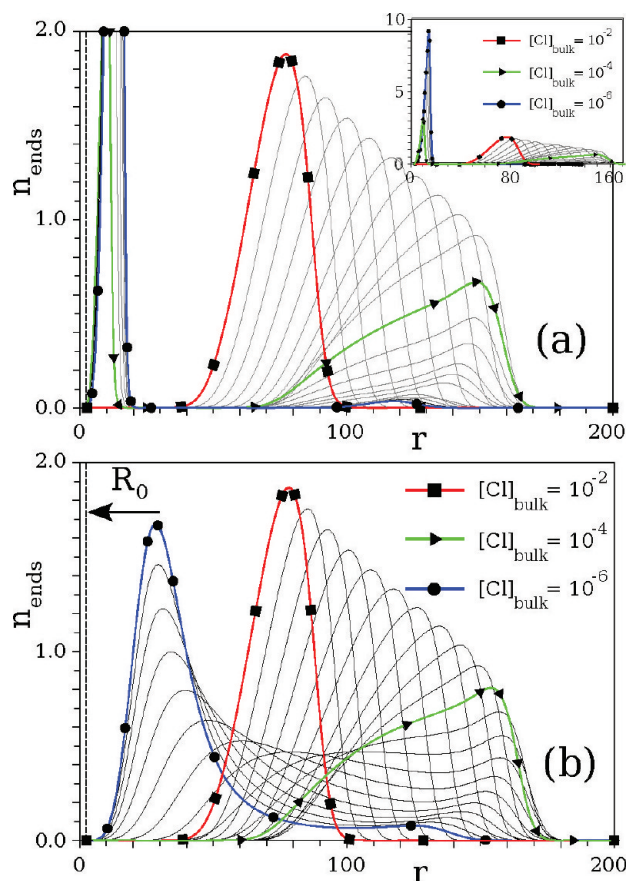 2.0
1.0
0.0
n_ends
0
100
200
r
(a)
10
5
0
0
80
160
[Cl]_bulk = 10^-2
[Cl]_bulk = 10^-4
[Cl]_bulk = 10^-6
2.0
1.0
0.0
n_ends
R_0
[Cl]_bulk = 10^-2
[Cl]_bulk = 10^-4
[Cl]_bulk = 10^-6
(b)
0
100
200
r